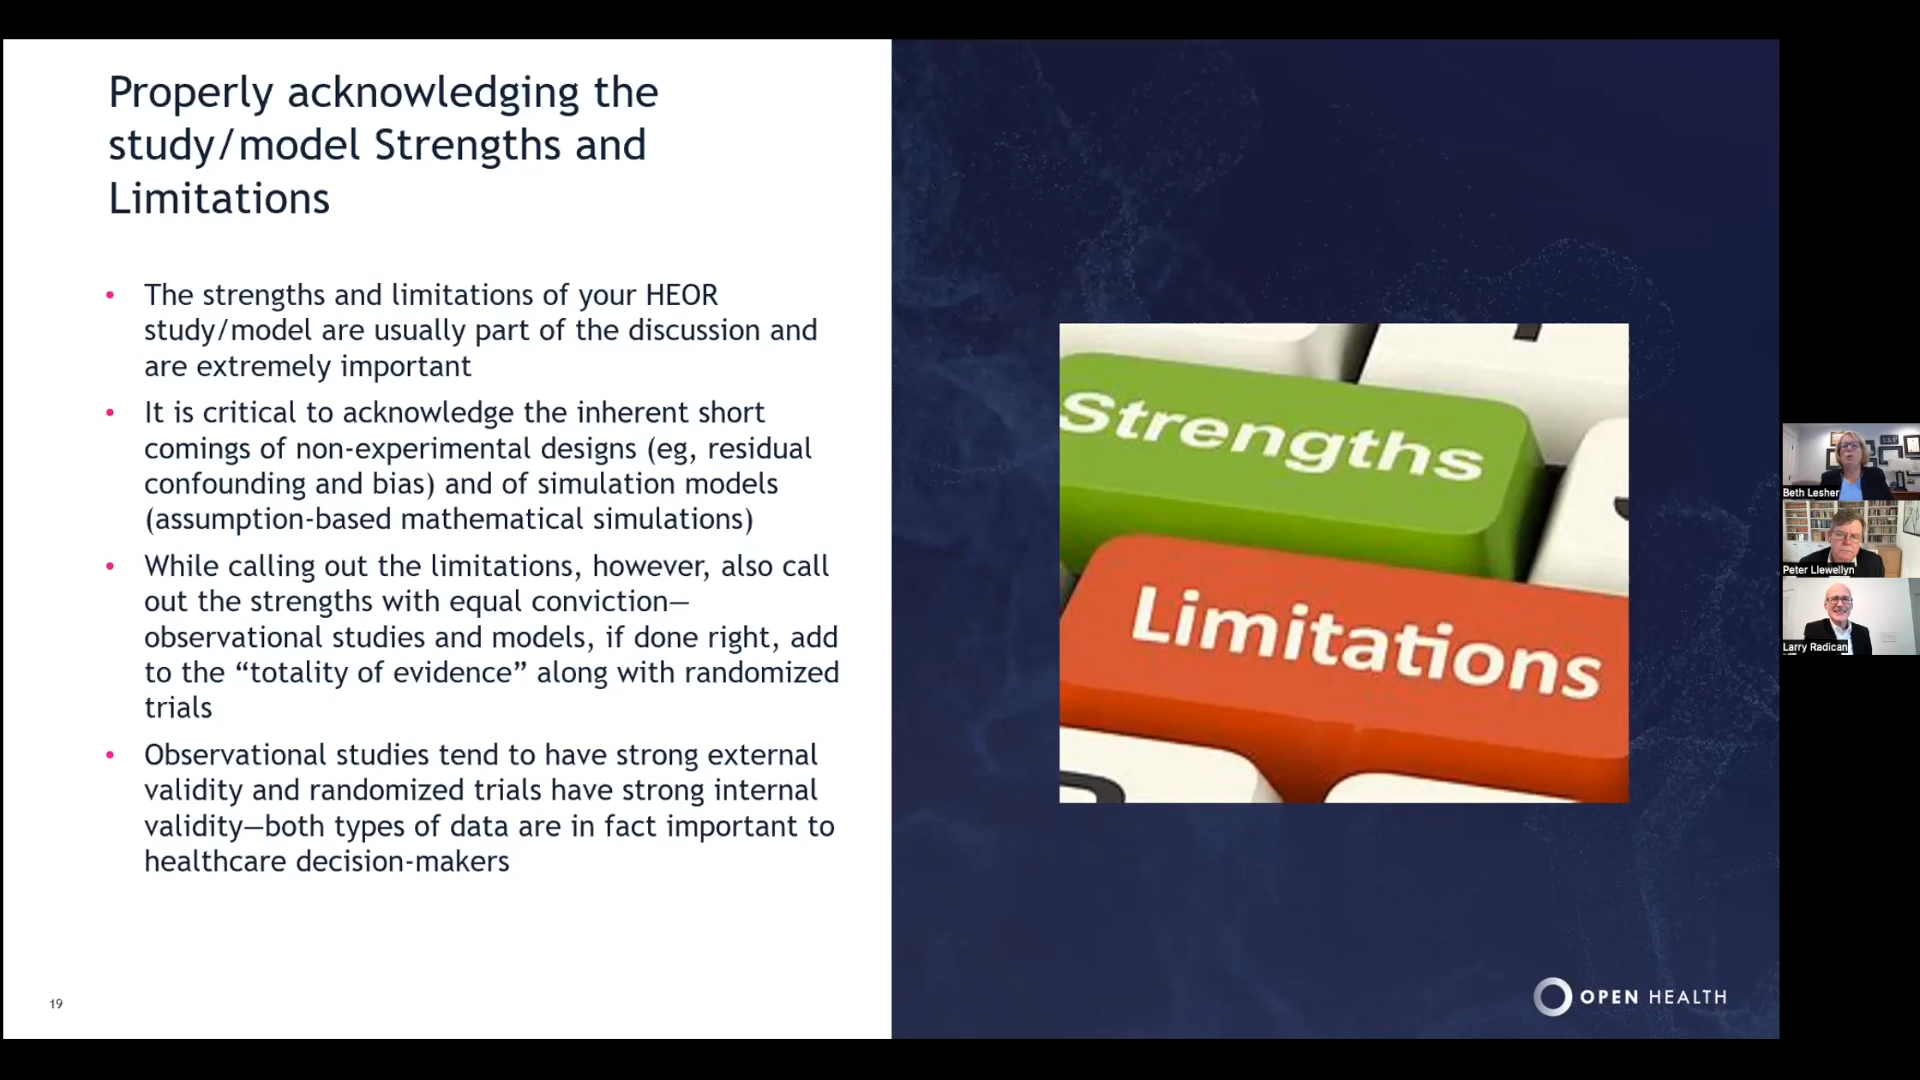 Properly acknowledging the
study/model Strengths and
Limitations
• The strengths and limitations of your HEOR
study/model are usually part of the discussion and
are extremely important
• It is critical to acknowledge the inherent short
comings of non-experimental designs (eg, residual
confounding and bias) and of simulation models
(assumption-based mathematical simulations)
• While calling out the limitations, however, also call
out the strengths with equal conviction—
observational studies and models, if done right, add
to the “totality of evidence” along with randomized
trials
• Observational studies tend to have strong external
validity and randomized trials have strong internal
validity—both types of data are in fact important to
healthcare decision-makers
19
Strengths
Limitations
OPEN HEALTH
Beth Lesher
Peter Llewellyn
Larry Radican